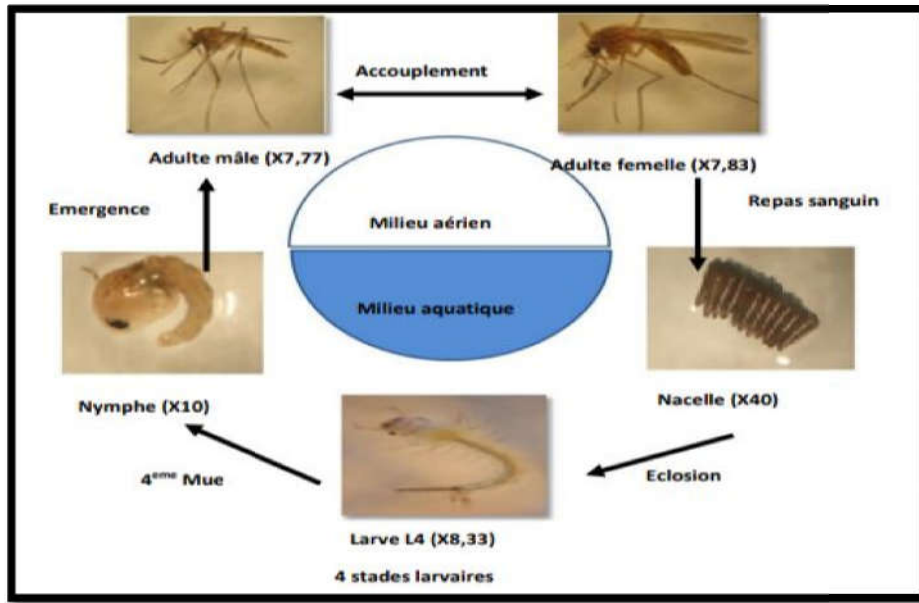 Accouplement
Adulte mâle (X7,77)
Adulte femelle (X7,83)
Emergence
Repas sanguin
Milieu aérien
Milieu aquatique
Nymphe (X10)
Nacelle (X40)
4eme Mue
Eclosion
Larve L4 (X8,33)
4 stades larvaires